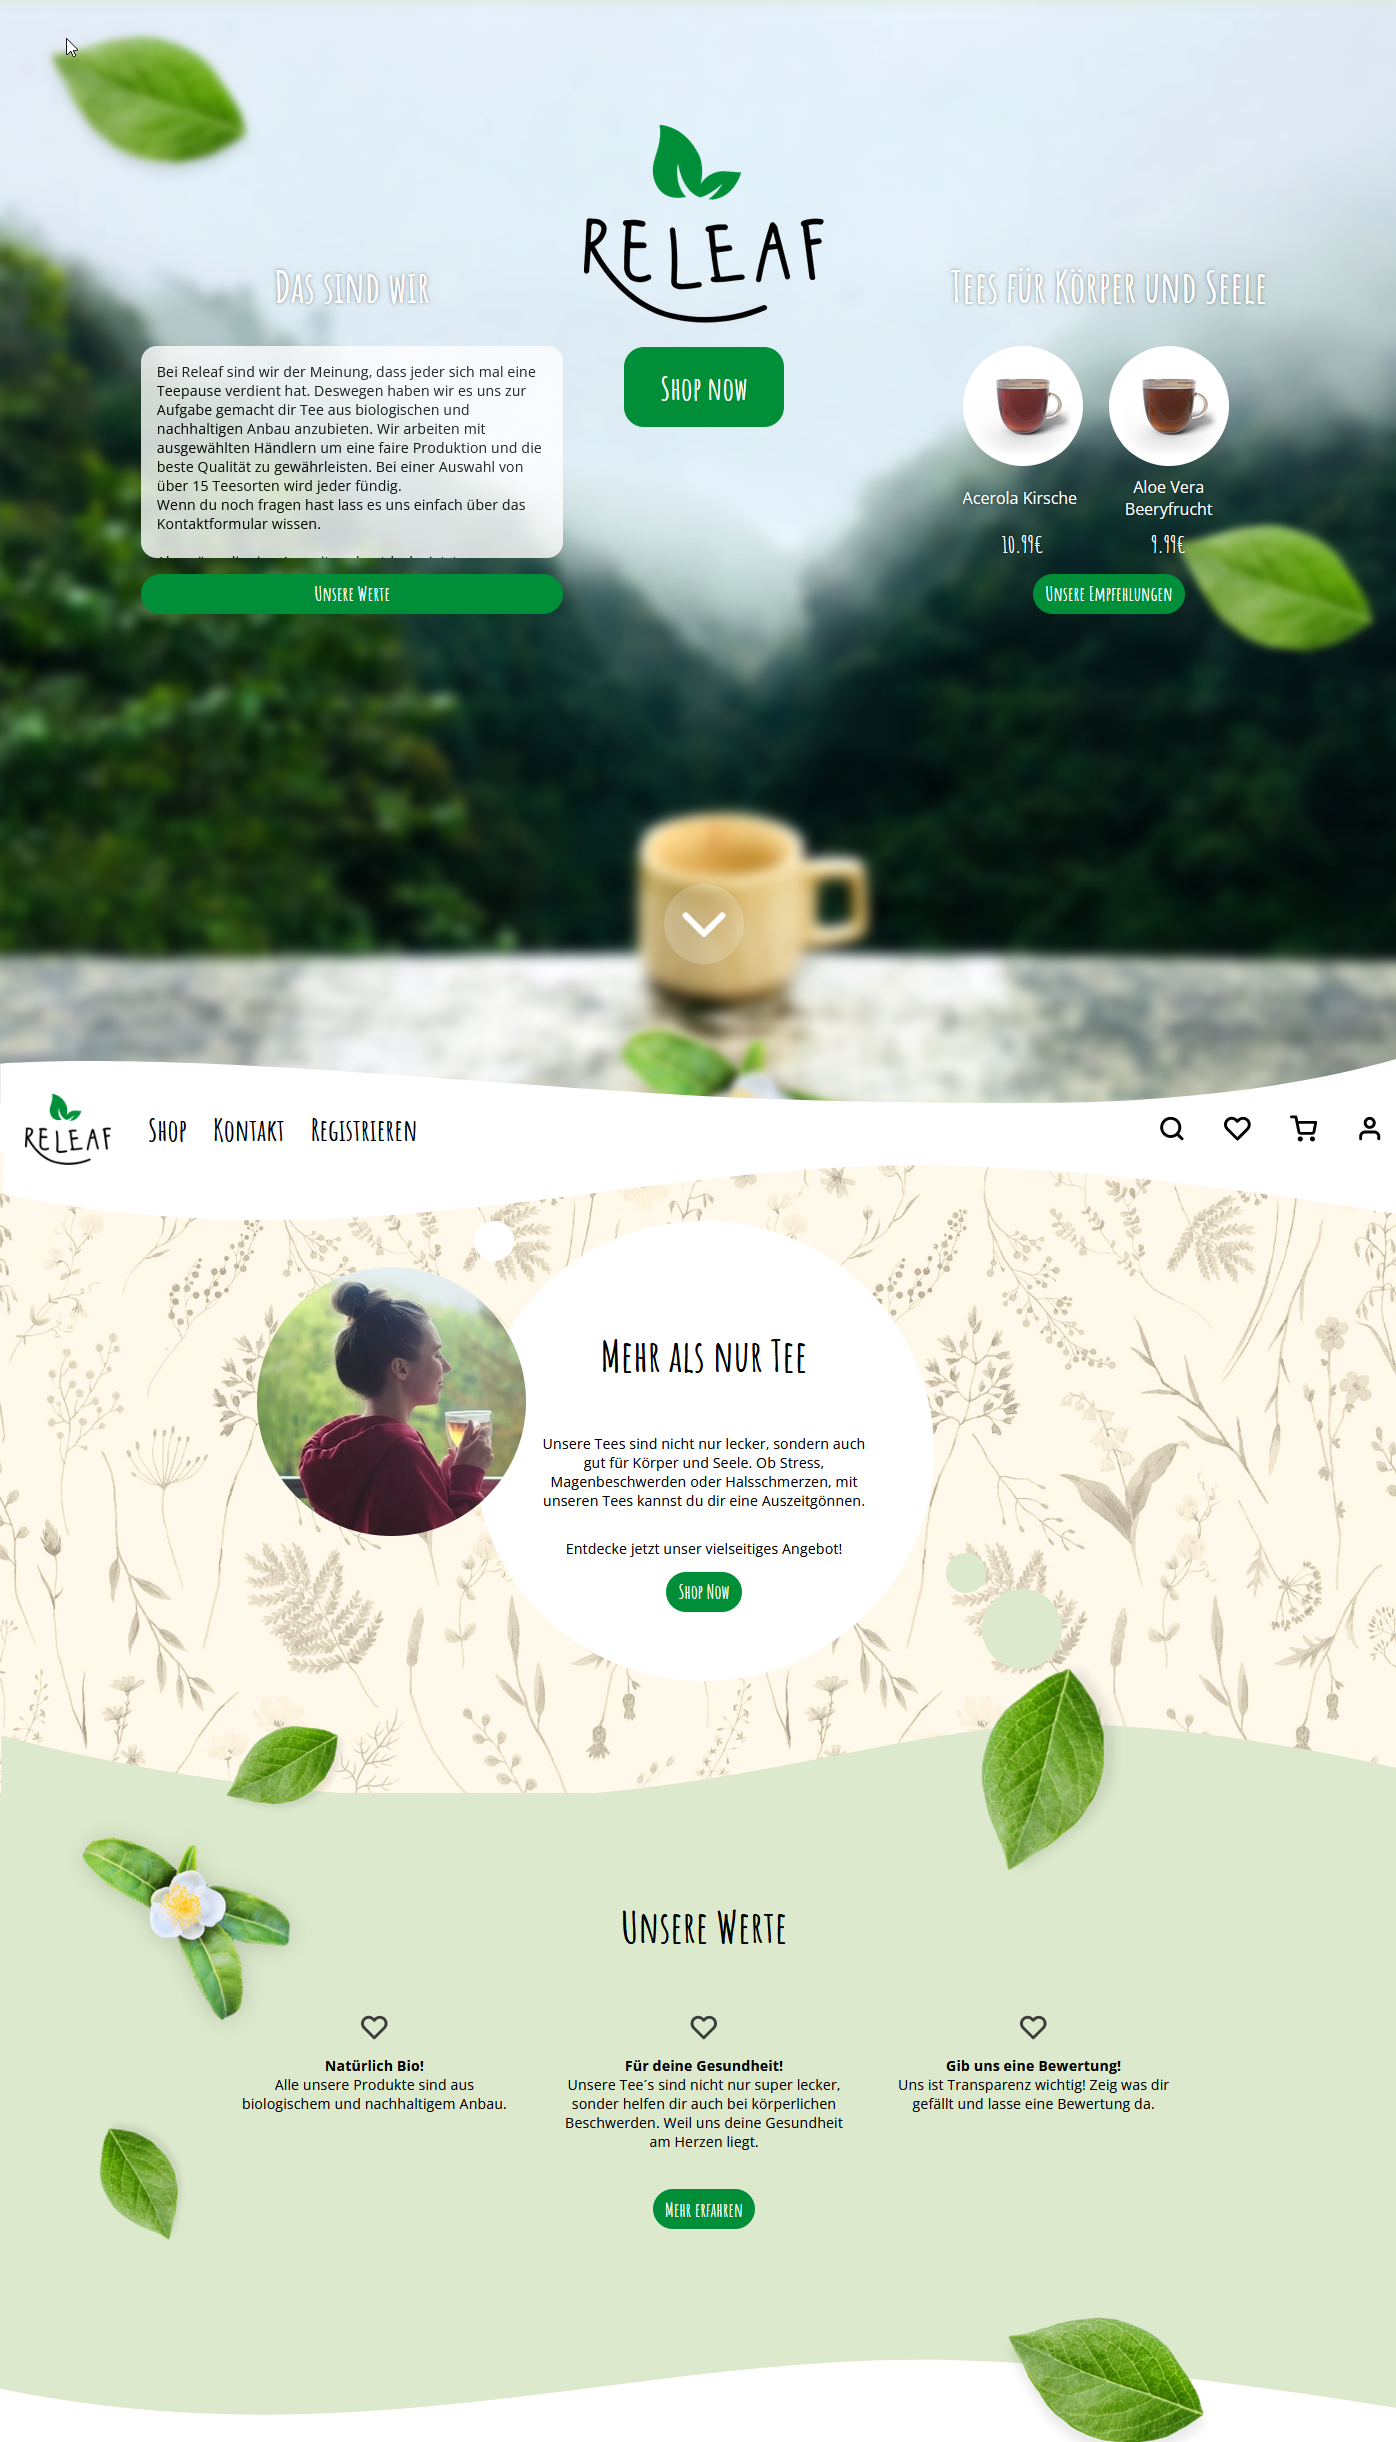 RELEAF
Das sind wir
Bei Releaf sind wir der Meinung, dass jeder sich mal eine
Teepause verdient hat. Deswegen haben wir es uns zur
Aufgabe gemacht dir Tee aus biologischen und
nachhaltigen Anbau anzubieten. Wir arbeiten mit
ausgewählten Händlern um eine faire Produktion und die
beste Qualität zu gewährleisten. Bei einer Auswahl von
über 15 Teesorten wird jeder fündig.
Wenn du noch fragen hast lass es uns einfach über das
Kontaktformular wissen.
Unsere Werte
Shop now
Tees für Körper und Seele
Acerola Kirsche
10.99€
Aloe Vera
Beeryfrucht
9.99€
Unsere Empfehlungen
RELEAF
Shop Kontakt Registrieren
Mehr als nur Tee
Unsere Tees sind nicht nur lecker, sondern auch
gut für Körper und Seele. Ob Stress,
Magenbeschwerden oder Halsschmerzen, mit
unseren Tees kannst du dir eine Auszeitgönnen.
Entdecke jetzt unser vielseitiges Angebot!
Shop Now
Unsere Werte
Natürlich Bio!
Alle unsere Produkte sind aus
biologischem und nachhaltigem Anbau.
Für deine Gesundheit!
Unsere Tee´s sind nicht nur super lecker,
sonder helfen dir auch bei körperlichen
Beschwerden. Weil uns deine Gesundheit
am Herzen liegt.
Gib uns eine Bewertung!
Uns ist Transparenz wichtig! Zeig was dir
gefällt und lasse eine Bewertung da.
Mehr erfahren